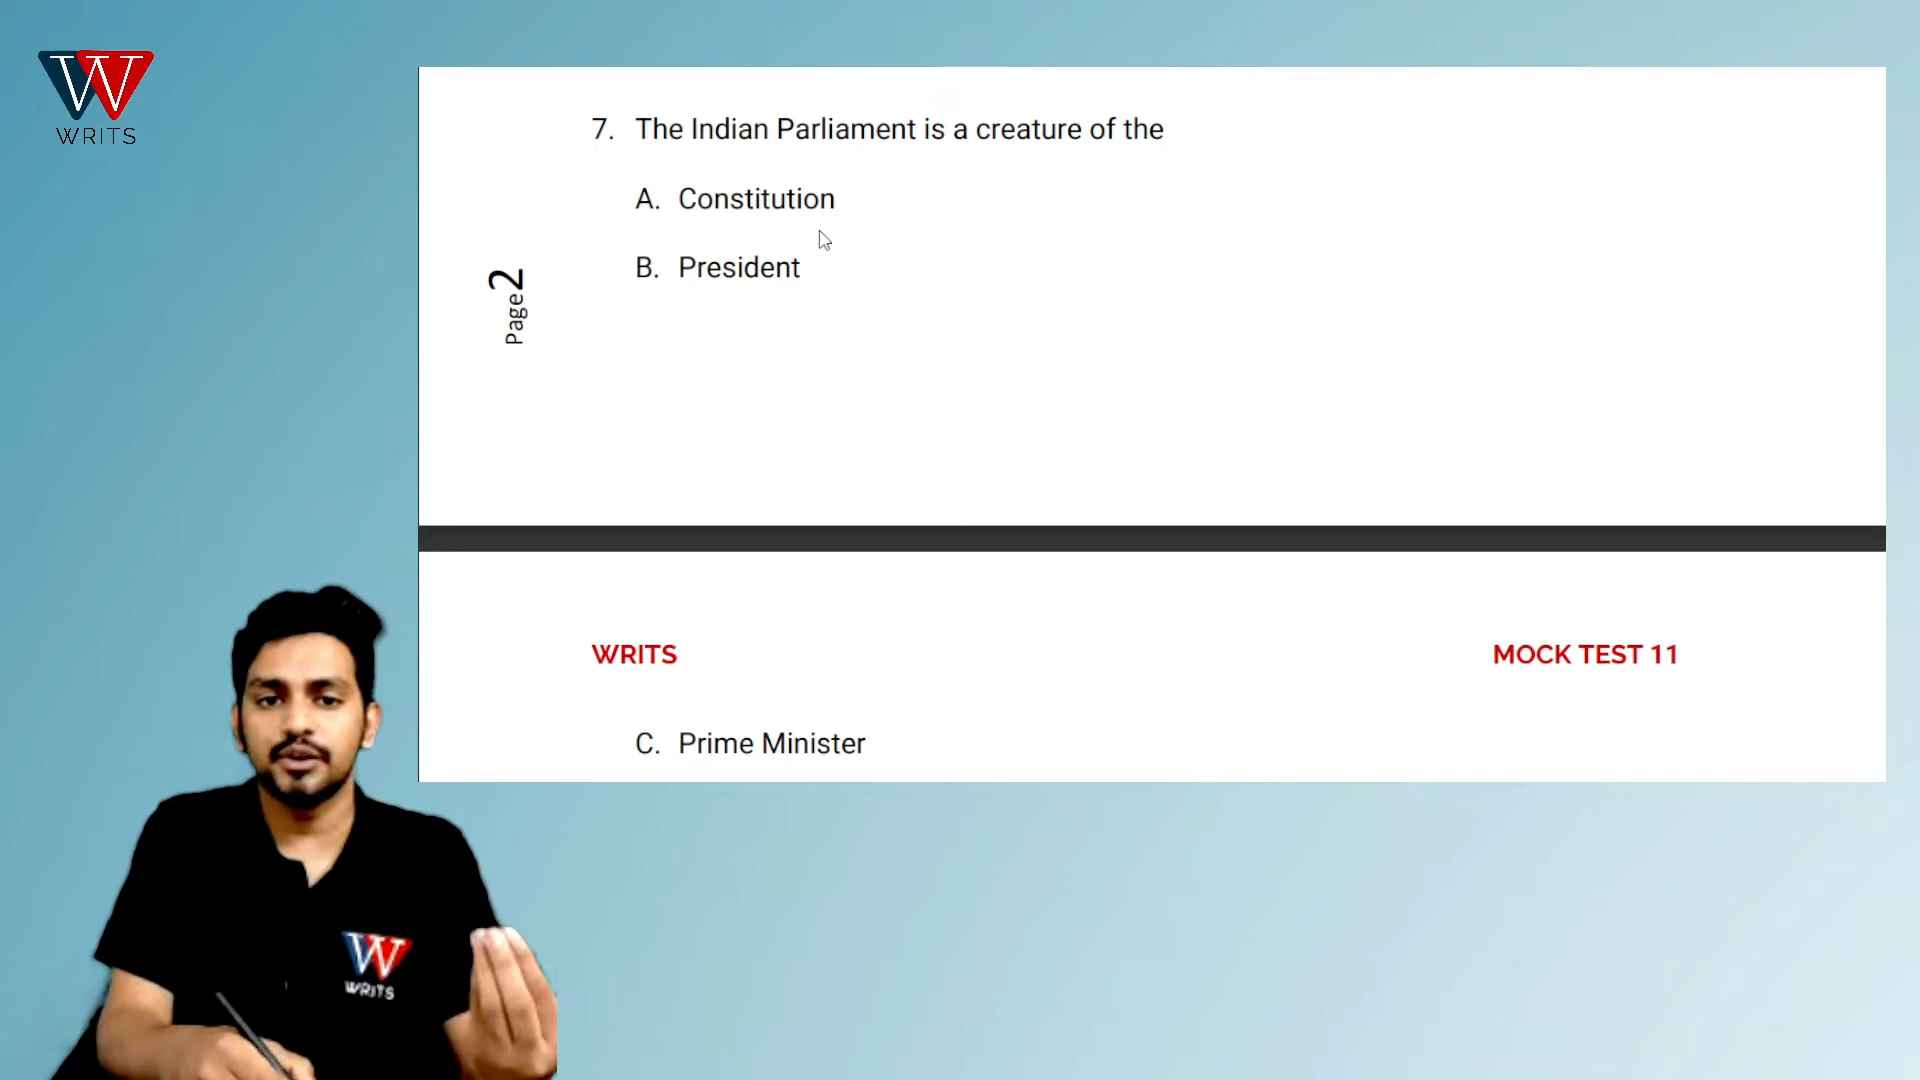 W
WRITS
7. The Indian Parliament is a creature of the
A. Constitution
B. President
Page 2
WRITS
MOCK TEST 11
C. Prime Minister
W
WRITS